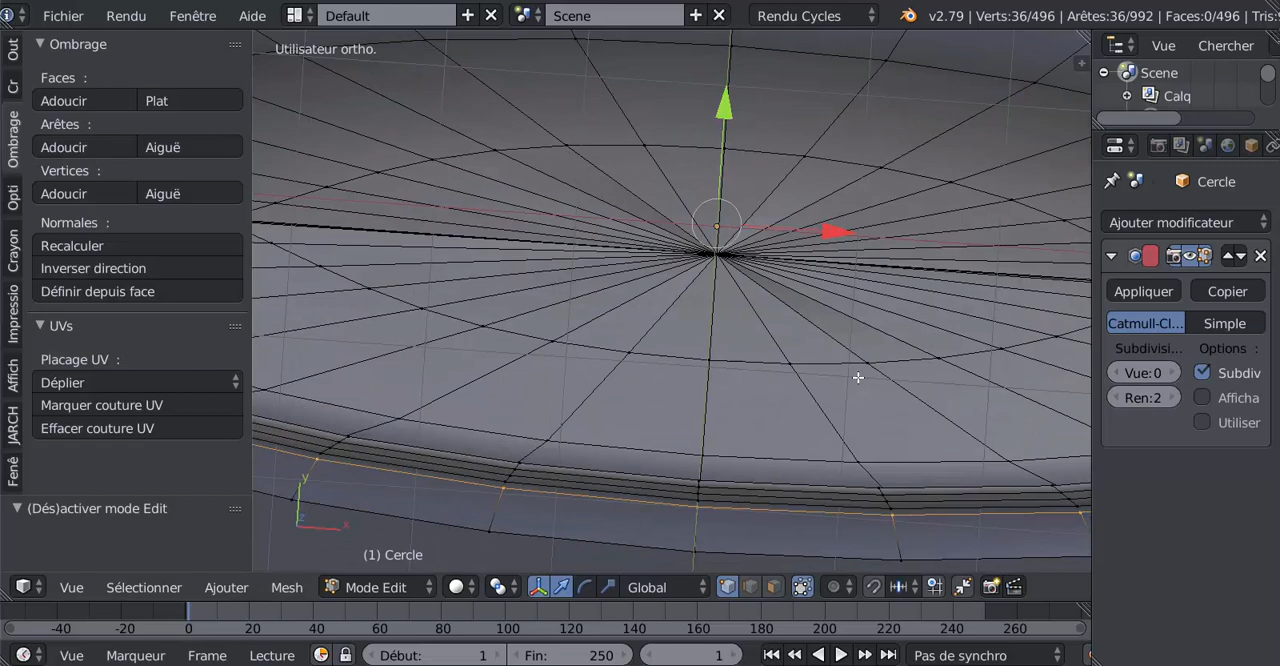 Fichier Rendu Fenêtre Aide Default Scene Rendu Cycles v2.79 | Verts:36/496 | Arêtes:36/992 | Faces:0/496 | Tris:
Ombrage
Faces :
Adoucir Plat
Arêtes :
Adoucir Aiguë
Vertices :
Adoucir Aiguë
Normales :
Recalculer
Inverser direction
Définir depuis face
UVs
Placage UV :
Déplier
Marquer couture UV
Effacer couture UV
(Dés)activer mode Edit
Out
Cr
Ombrage
Opti
Crayon
Impressio
Affich
JARCH
Fenê
Utilisateur ortho.
y
z
x
(1) Cercle
Vue Chercher
Scene
Calq
Cercle
Ajouter modificateur
Appliquer Copier
Catmull-Cl... Simple
Subdivisi... Options :
Vue:0 Subdiv
Ren:2 Afficha
Utiliser
Vue Sélectionner Ajouter Mesh Mode Edit Global
-40 -20 0 20 40 60 80 100 120 140 160 180 200 220 240 260
Vue Marqueur Frame Lecture Début: 1 Fin: 250 1 Pas de synchro